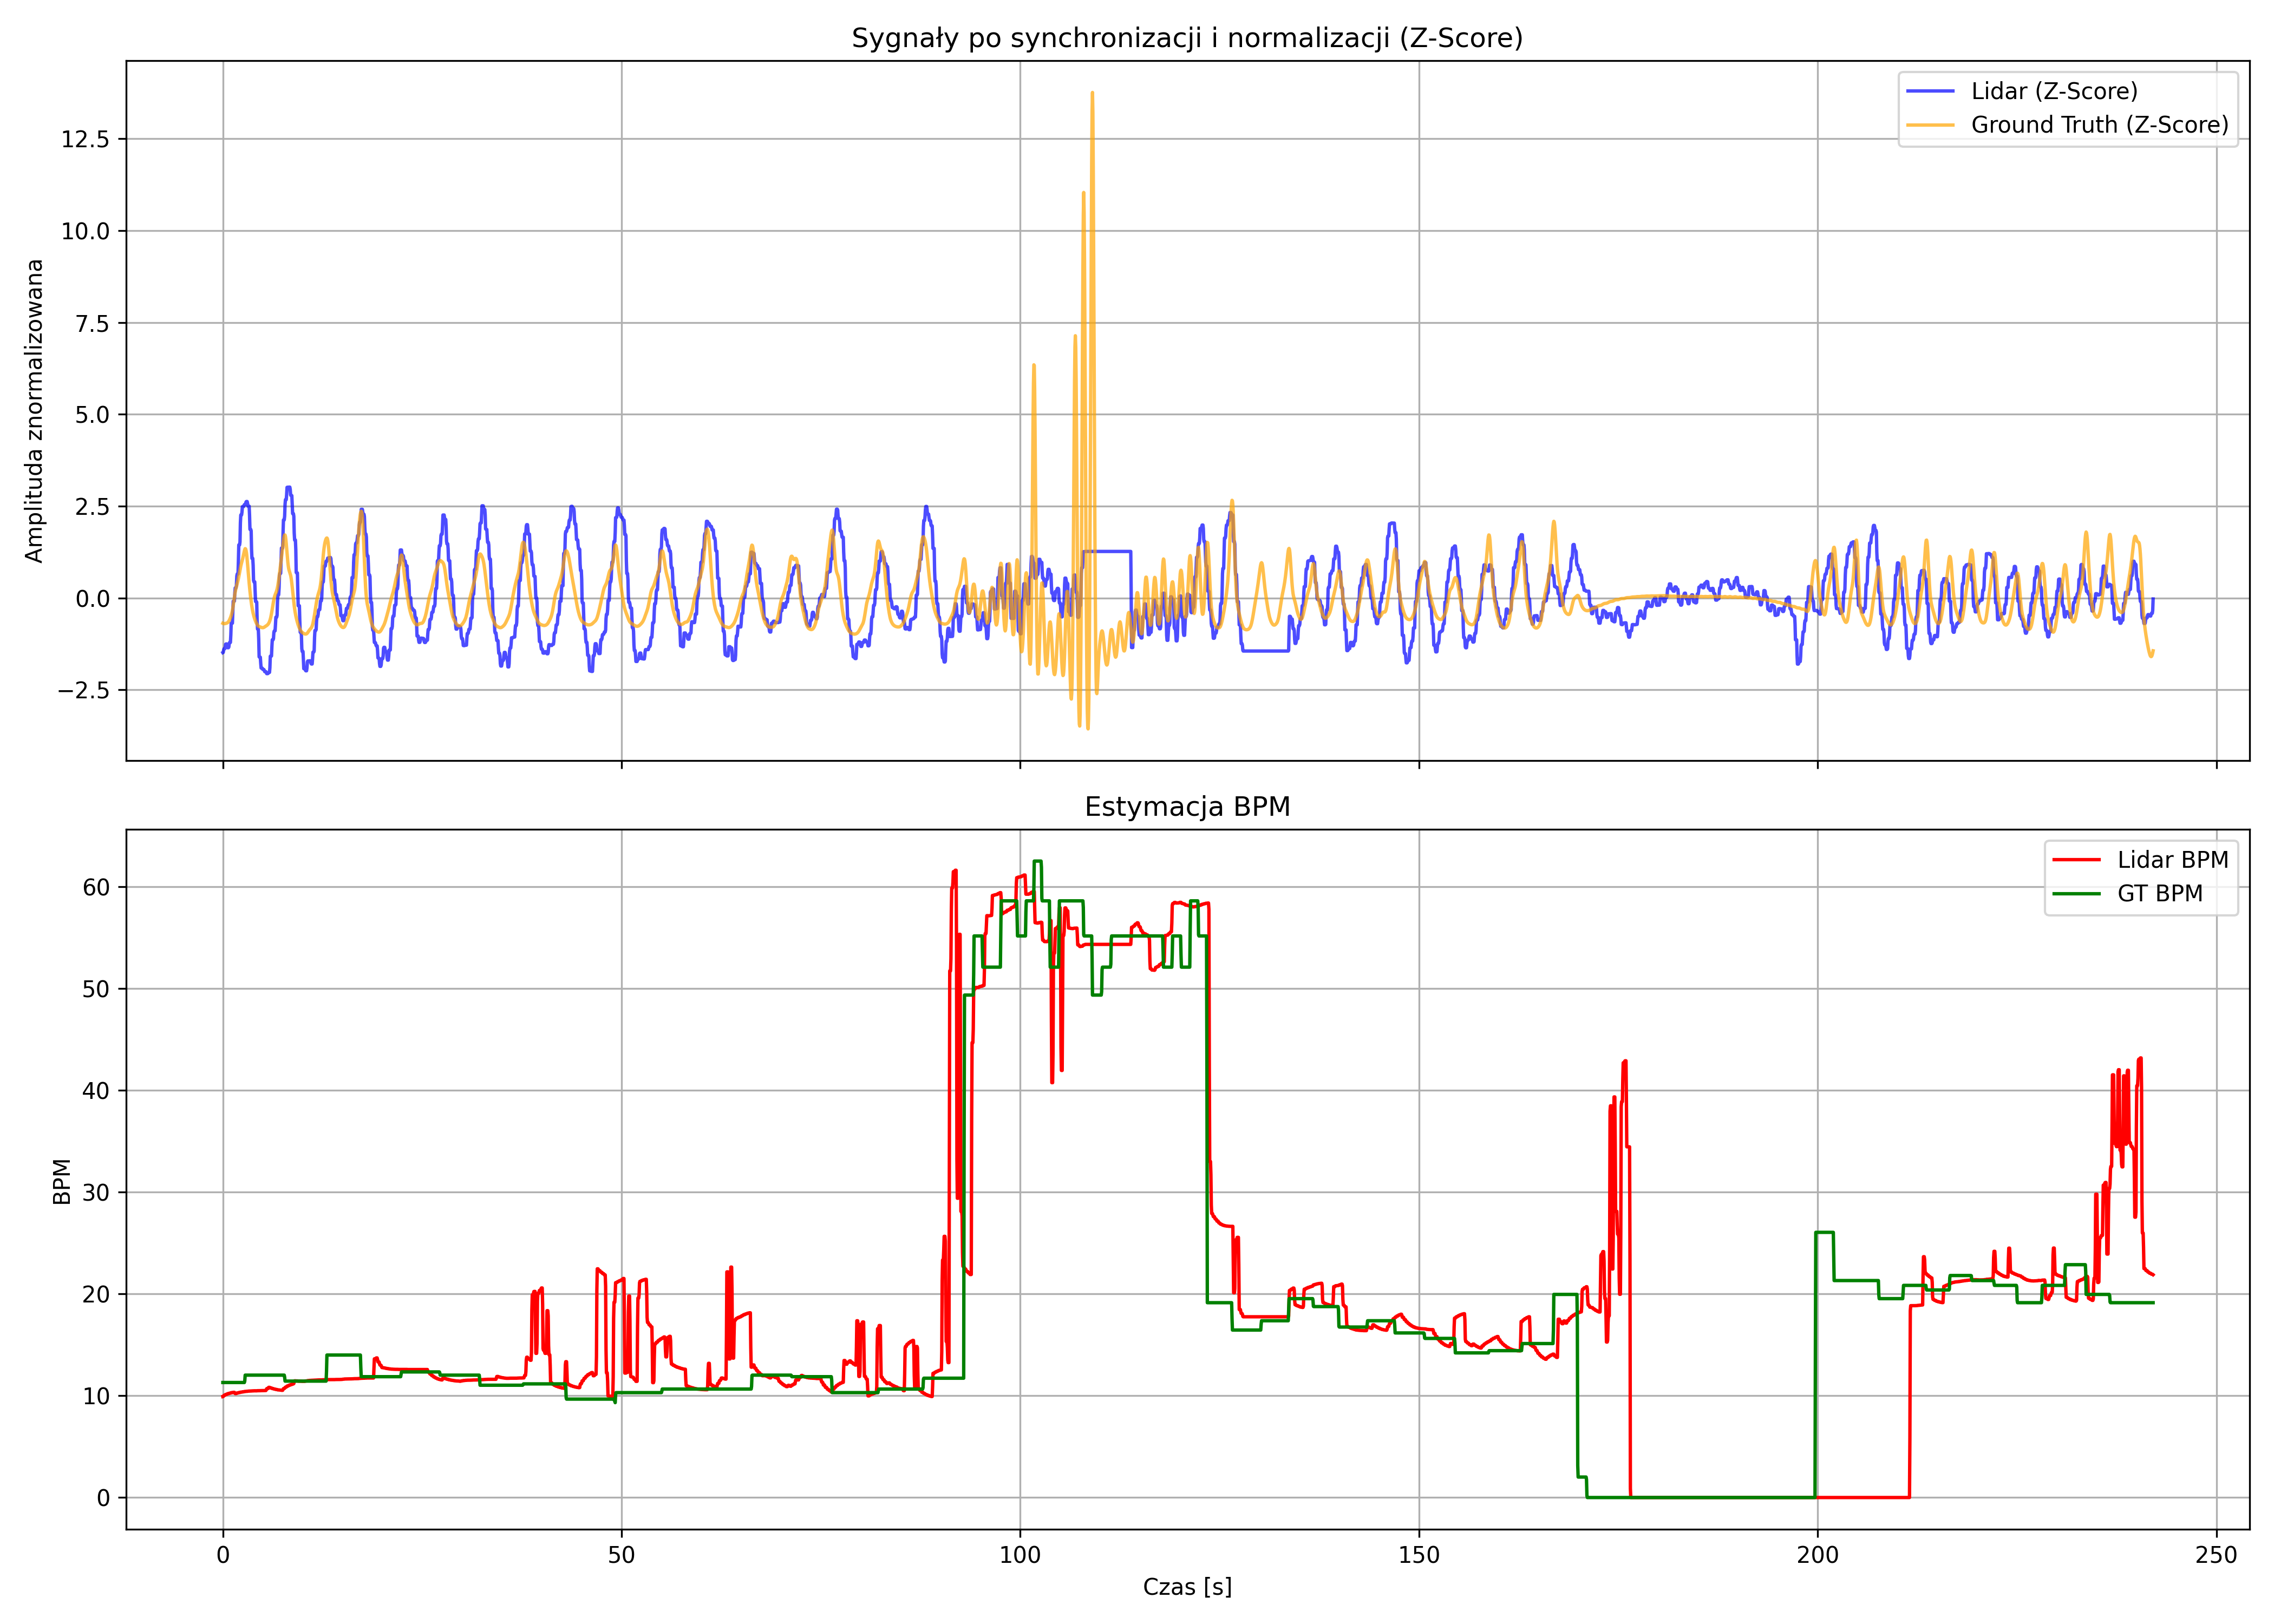 Sygnały po synchronizacji i normalizacji (Z-Score)
Lidar (Z-Score)
Ground Truth (Z-Score)
Amplituda znormalizowana
12.5
10.0
7.5
5.0
2.5
0.0
−2.5
Estymacja BPM
Lidar BPM
GT BPM
BPM
60
50
40
30
20
10
0
0
50
100
150
200
250
Czas [s]